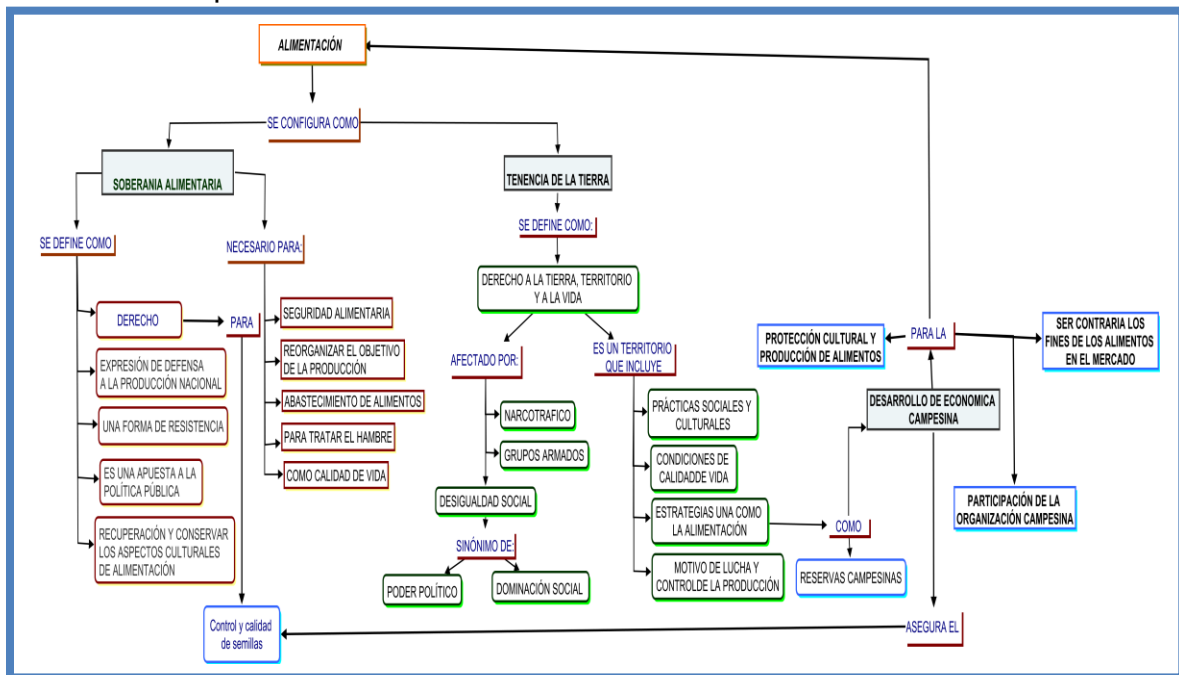 ALIMENTACIÓN
SE CONFIGURA COMO
SOBERANIA ALIMENTARIA
TENENCIA DE LA TIERRA
SE DEFINE COMO
NECESARIO PARA:
SE DEFINE COMO:
DERECHO
PARA
EXPRESIÓN DE DEFENSA
A LA PRODUCCIÓN NACIONAL
UNA FORMA DE RESISTENCIA
ES UNA APUESTA A LA
POLÍTICA PÚBLICA
RECUPERACIÓN Y CONSERVAR
LOS ASPECTOS CULTURALES
DE ALIMENTACIÓN
SEGURIDAD ALIMENTARIA
REORGANIZAR EL OBJETIVO
DE LA PRODUCCIÓN
ABASTECIMIENTO DE ALIMENTOS
PARA TRATAR EL HAMBRE
COMO CALIDAD DE VIDA
Control y calidad
de semillas
DERECHO A LA TIERRA, TERRITORIO
Y A LA VIDA
AFECTADO POR:
NARCOTRAFICO
GRUPOS ARMADOS
DESIGUALDAD SOCIAL
SINÓNIMO DE:
PODER POLÍTICO
DOMINACIÓN SOCIAL
ES UN TERRITORIO
QUE INCLUYE
PRÁCTICAS SOCIALES Y
CULTURALES
CONDICIONES DE
CALIDADDE VIDA
ESTRATEGIAS UNA COMO
LA ALIMENTACIÓN
MOTIVO DE LUCHA Y
CONTROLDE LA PRODUCCIÓN
COMO
RESERVAS CAMPESINAS
DESARROLLO DE ECONOMICA
CAMPESINA
PARA LA
PROTECCIÓN CULTURAL Y
PRODUCCIÓN DE ALIMENTOS
SER CONTRARIA LOS
FINES DE LOS ALIMENTOS
EN EL MERCADO
PARTICIPACIÓN DE LA
ORGANIZACIÓN CAMPESINA
ASEGURA EL